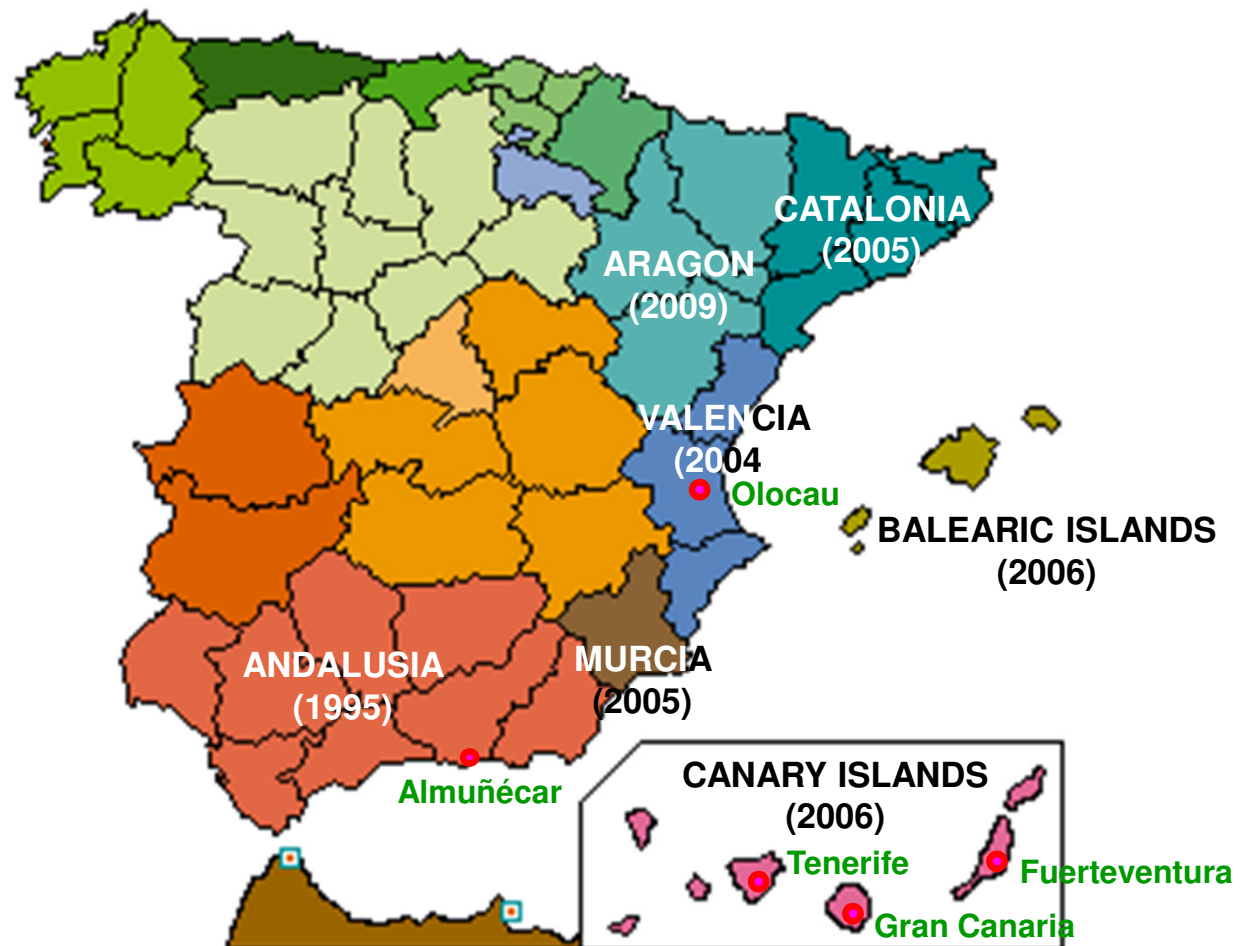 CATALONIA
(2005)
ARAGON
(2009)
VALENCIA
(2004
Olocau
BALEARIC ISLANDS
(2006)
ANDALUSIA
(1995)
MURCIA
(2005)
Almuñécar
CANARY ISLANDS
(2006)
Tenerife
Fuerteventura
Gran Canaria